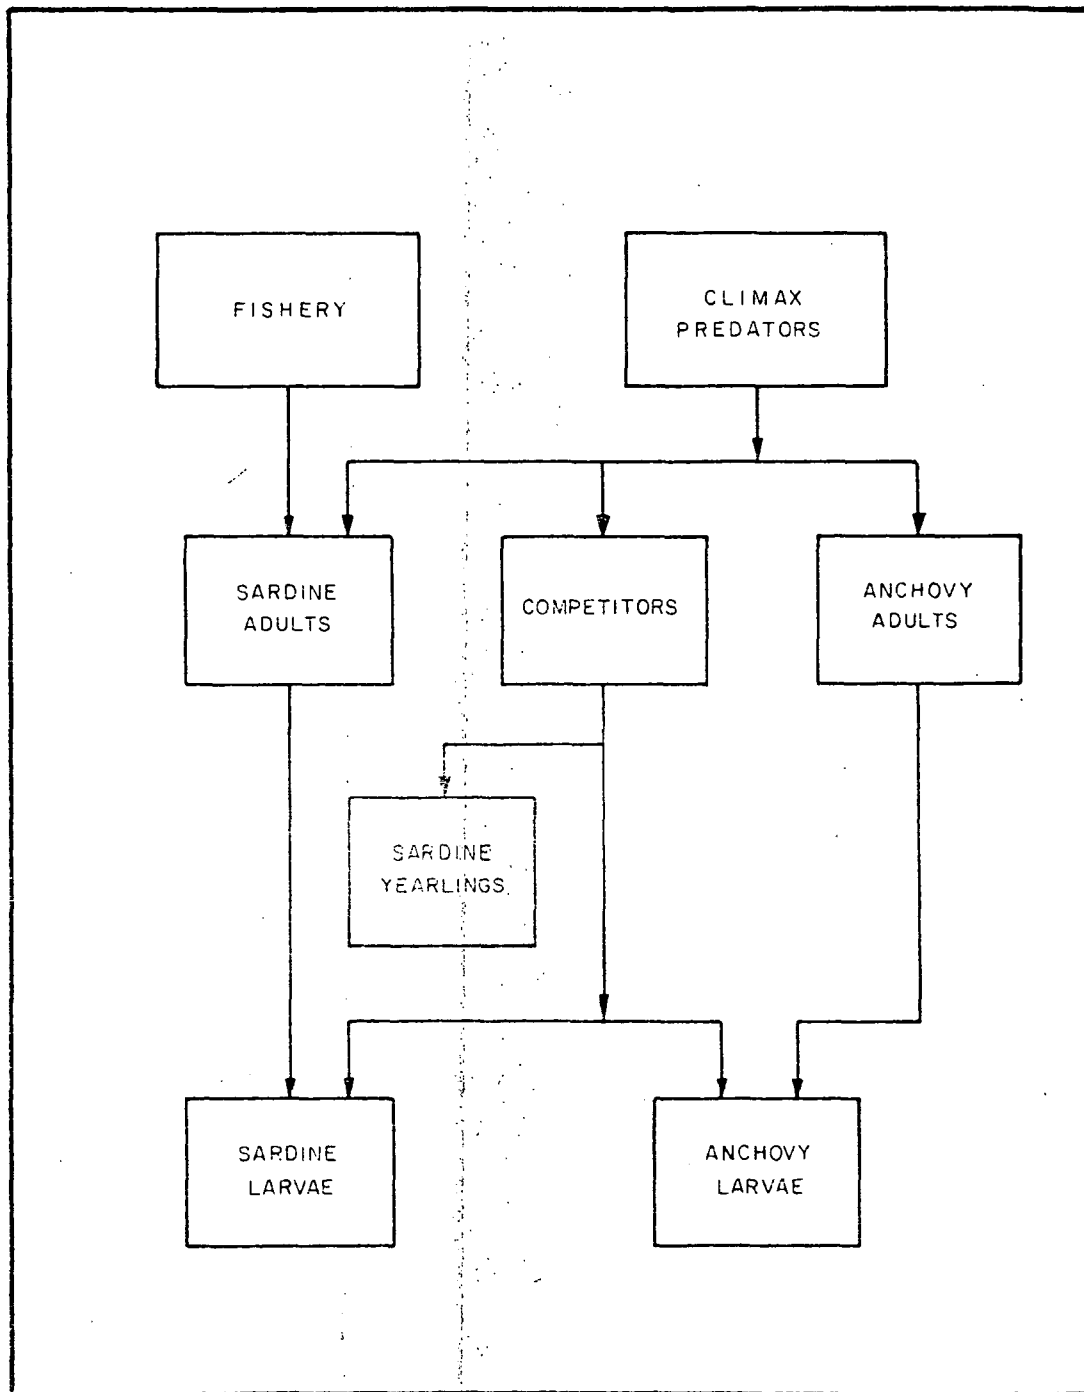 FISHERY
CLIMAX
PREDATORS
SARDINE
ADULTS
COMPETITORS
ANCHOVY
ADULTS
SARDINE
YEARLINGS
SARDINE
LARVAE
ANCHOVY
LARVAE